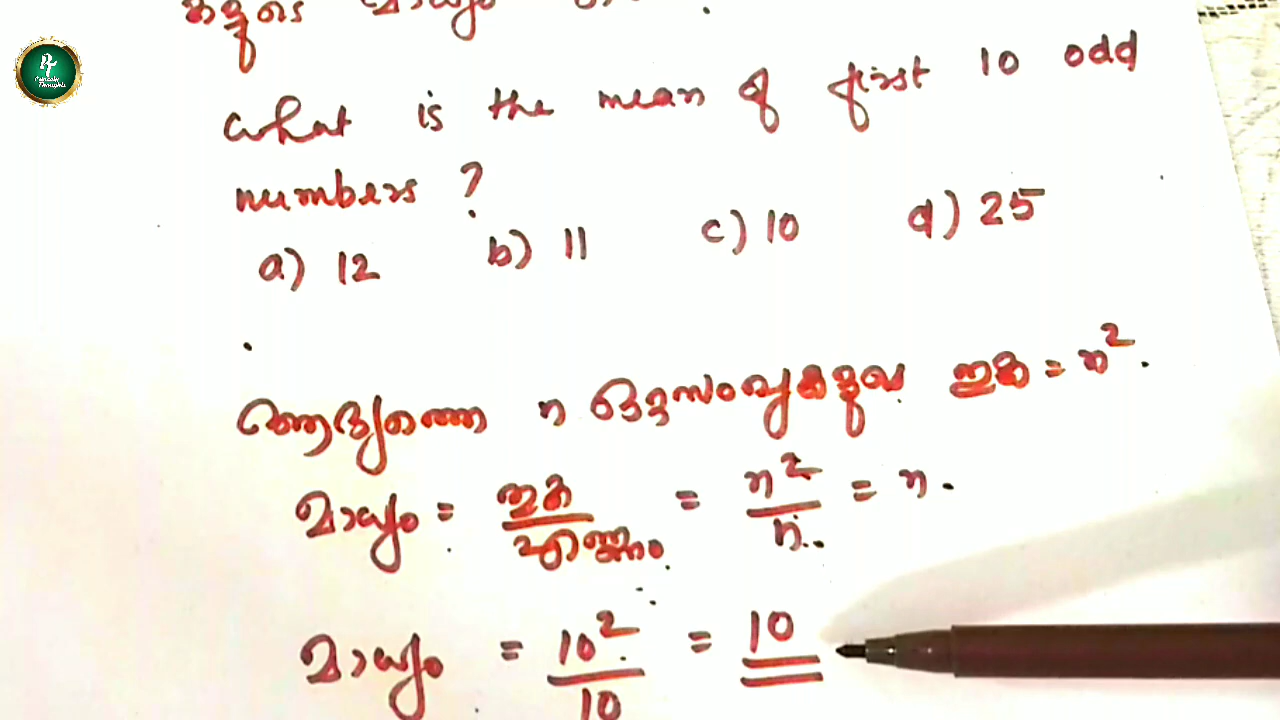 കളുടെ മാധ്യം
What is the mean of first 10 odd
numbers ?
a) 12 b) 11 c) 10 d) 25
ആദ്യത്തെ n ഒറ്റസംഖ്യകളുടെ തുക = n².
മാധ്യം = തുക / എണ്ണം = n² / n = n.
മാധ്യം = 10² / 10 = 10